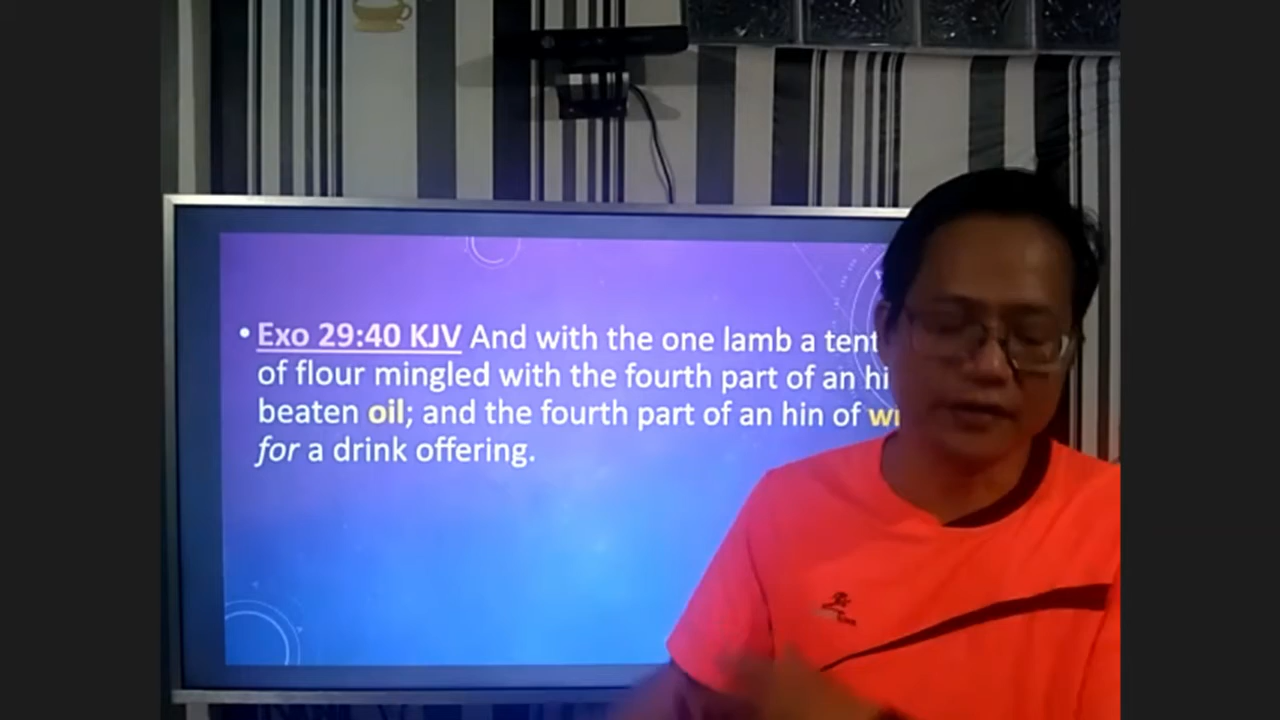 • Exo 29:40 KJV And with the one lamb a tent
of flour mingled with the fourth part of an hi
beaten oil; and the fourth part of an hin of wi
for a drink offering.